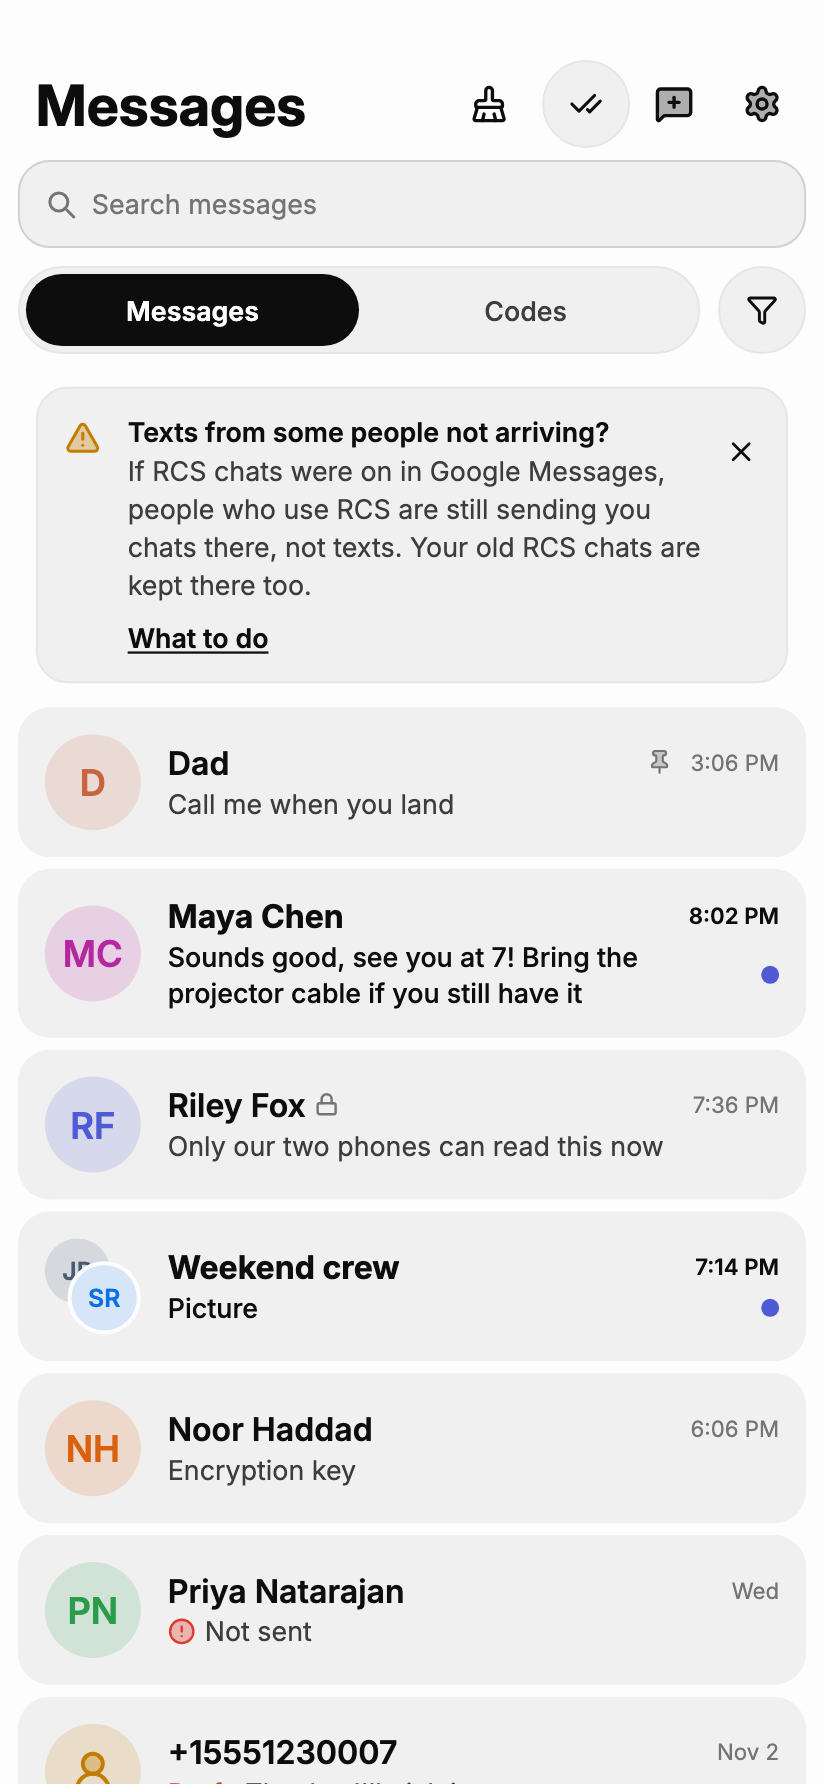 Messages
Search messages
Messages
Codes
Texts from some people not arriving?
If RCS chats were on in Google Messages,
people who use RCS are still sending you
chats there, not texts. Your old RCS chats are
kept there too.
What to do
D
Dad
3:06 PM
Call me when you land
MC
Maya Chen
8:02 PM
Sounds good, see you at 7! Bring the
projector cable if you still have it
RF
Riley Fox
7:36 PM
Only our two phones can read this now
SR
Weekend crew
7:14 PM
Picture
NH
Noor Haddad
6:06 PM
Encryption key
PN
Priya Natarajan
Wed
Not sent
+15551230007
Nov 2